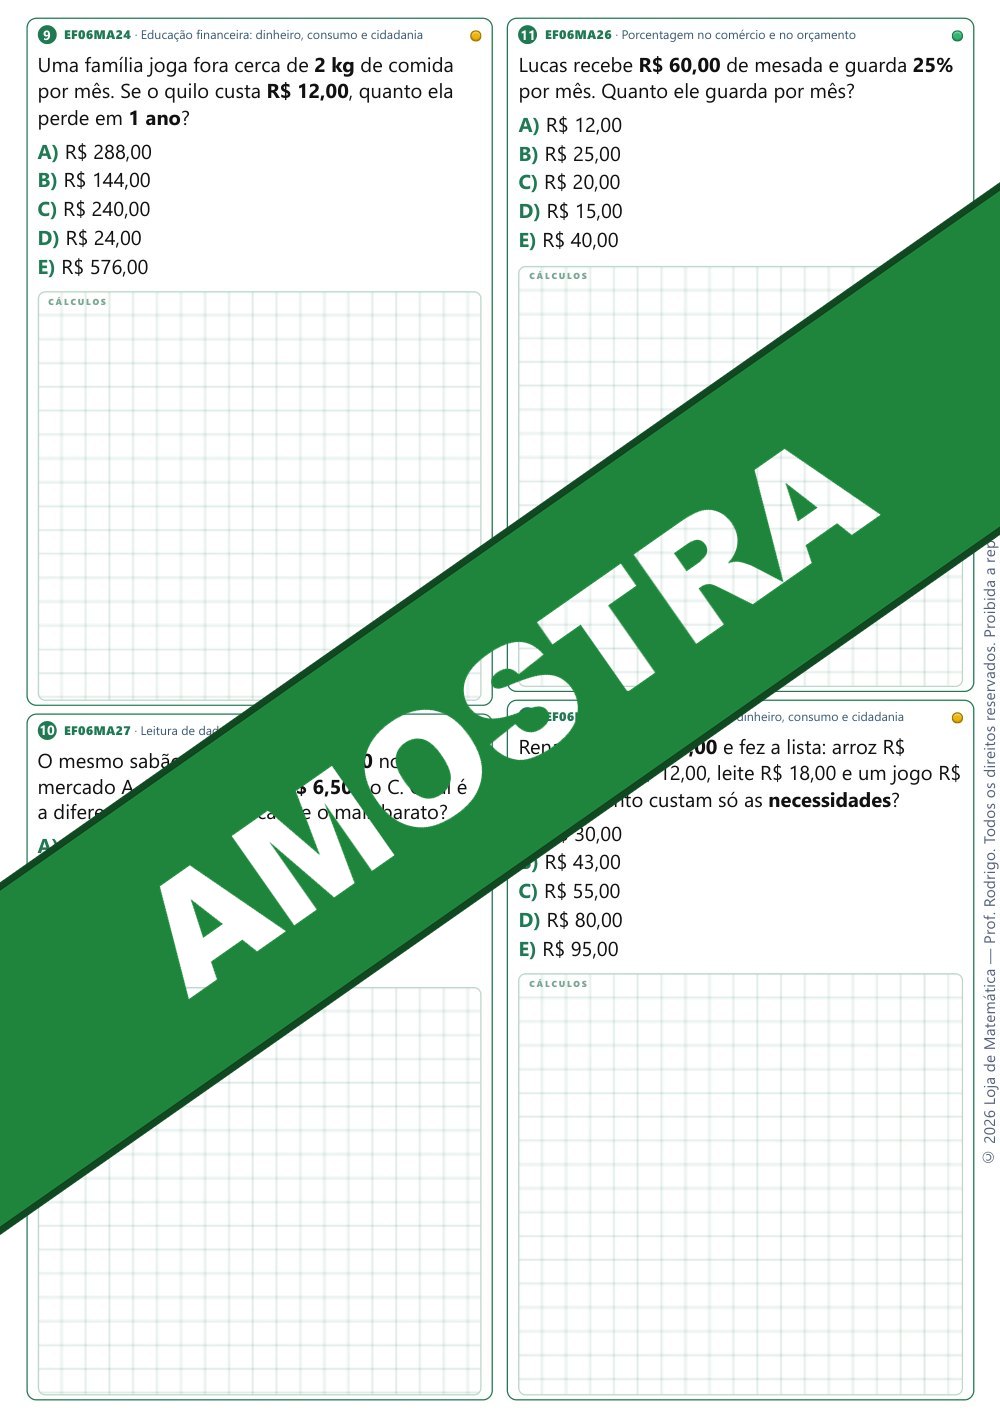 9 EF06MA24 · Educação financeira: dinheiro, consumo e cidadania
Uma família joga fora cerca de 2 kg de comida
por mês. Se o quilo custa R$ 12,00, quanto ela
perde em 1 ano?
A) R$ 288,00
B) R$ 144,00
C) R$ 240,00
D) R$ 24,00
E) R$ 576,00
CÁLCULOS
10 EF06MA27 · Leitura de
O mesmo sabão
mercado A 6,50 o C. é
a o mais barato?
A)
11 EF06MA26 · Porcentagem no comércio e no orçamento
Lucas recebe R$ 60,00 de mesada e guarda 25%
por mês. Quanto ele guarda por mês?
A) R$ 12,00
B) R$ 25,00
C) R$ 20,00
D) R$ 15,00
E) R$ 40,00
CÁLCULOS
dinheiro, consumo e cidadania
,00 e fez a lista: arroz R$
12,00, leite R$ 18,00 e um jogo R$
custam só as necessidades?
30,00
R$ 43,00
C) R$ 55,00
D) R$ 80,00
E) R$ 95,00
CÁLCULOS
AMOSTRA
© 2026 Loja de Matemática — Prof. Rodrigo. Todos os direitos reservados. Proibida a